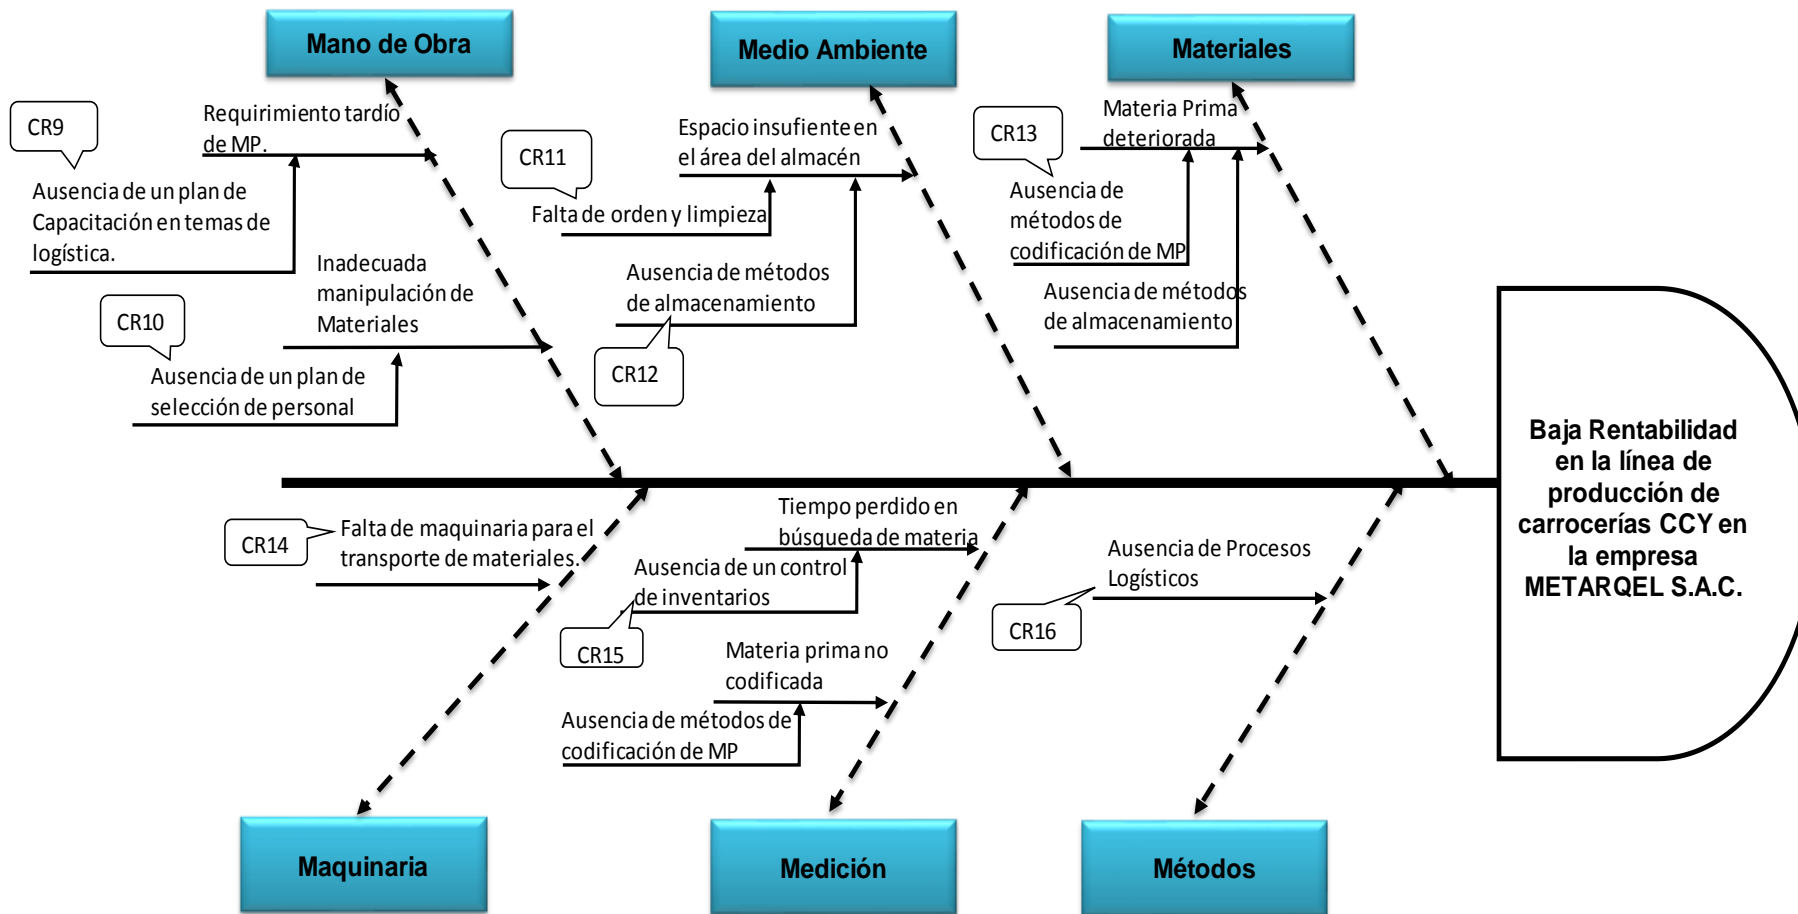 Mano de Obra
Medio Ambiente
Materiales
CR9
Requirimiento tardío
de MP.
Ausencia de un plan de
Capacitación en temas de
logística.
CR10
Inadecuada
manipulación de
Materiales
Ausencia de un plan de
selección de personal
CR11
Espacio insufiente en
el área del almacén
Falta de orden y limpieza
Ausencia de métodos
de almacenamiento
CR12
CR13
Materia Prima
deteriorada
Ausencia de
métodos de
codificación de MP
Ausencia de métodos
de almacenamiento
Baja Rentabilidad
en la línea de
producción de
carrocerías CCY en
la empresa
METARQEL S.A.C.
CR14
Falta de maquinaria para el
transporte de materiales.
Tiempo perdido en
búsqueda de materia
Ausencia de un control
de inventarios
CR15
Materia prima no
codificada
Ausencia de métodos de
codificación de MP
Ausencia de Procesos
Logísticos
CR16
Maquinaria
Medición
Métodos